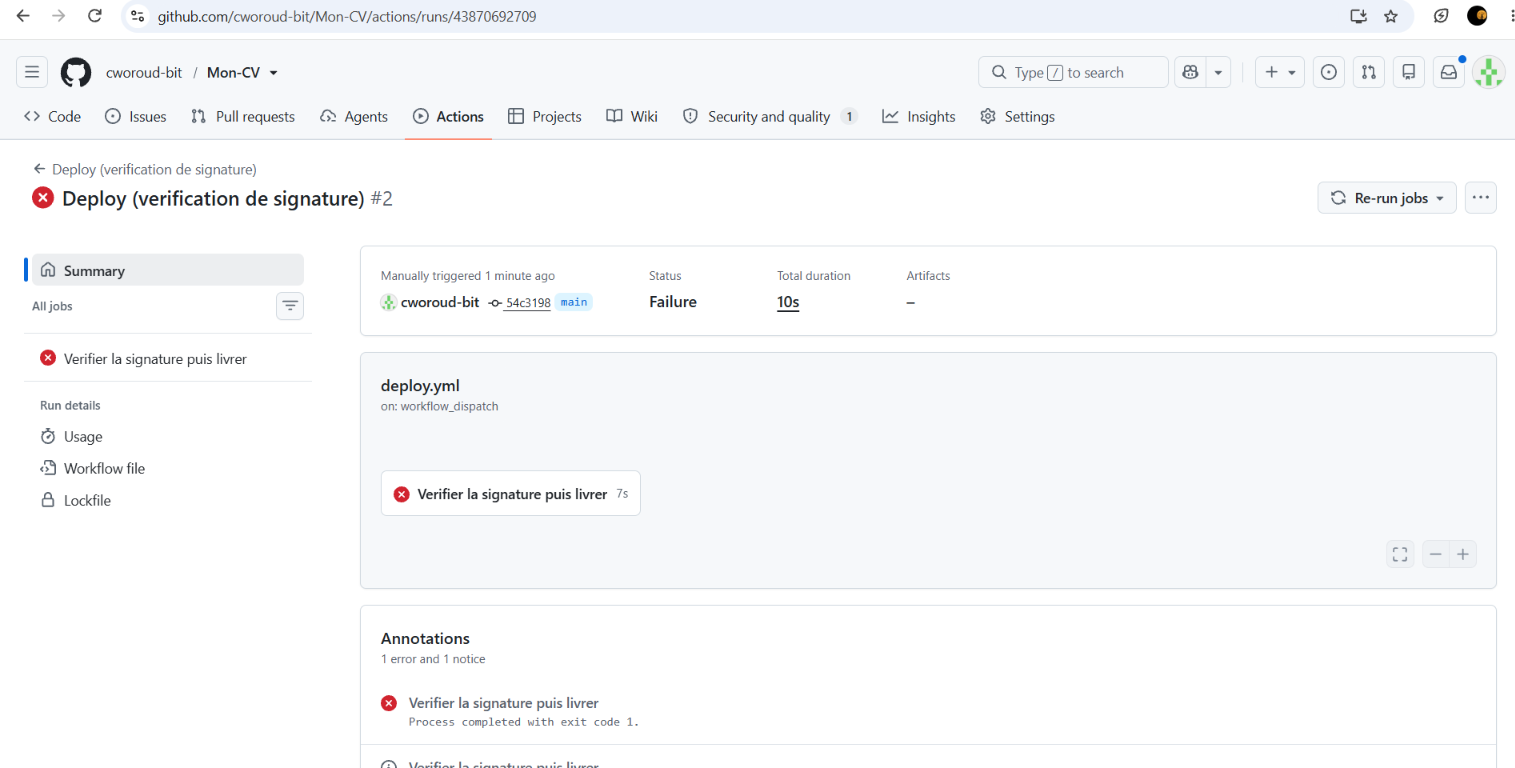 github.com/cworoud-bit/Mon-CV/actions/runs/43870692709
cworoud-bit / Mon-CV
Type / to search
Code
Issues
Pull requests
Agents
Actions
Projects
Wiki
Security and quality 1
Insights
Settings
Deploy (verification de signature)
Deploy (verification de signature) #2
Re-run jobs
Summary
All jobs
Verifier la signature puis livrer
Run details
Usage
Workflow file
Lockfile
Manually triggered 1 minute ago
cworoud-bit 54c3198 main
Status
Failure
Total duration
10s
Artifacts
–
deploy.yml
on: workflow_dispatch
Verifier la signature puis livrer 7s
Annotations
1 error and 1 notice
Verifier la signature puis livrer
Process completed with exit code 1.
Verifier la signature puis livrer